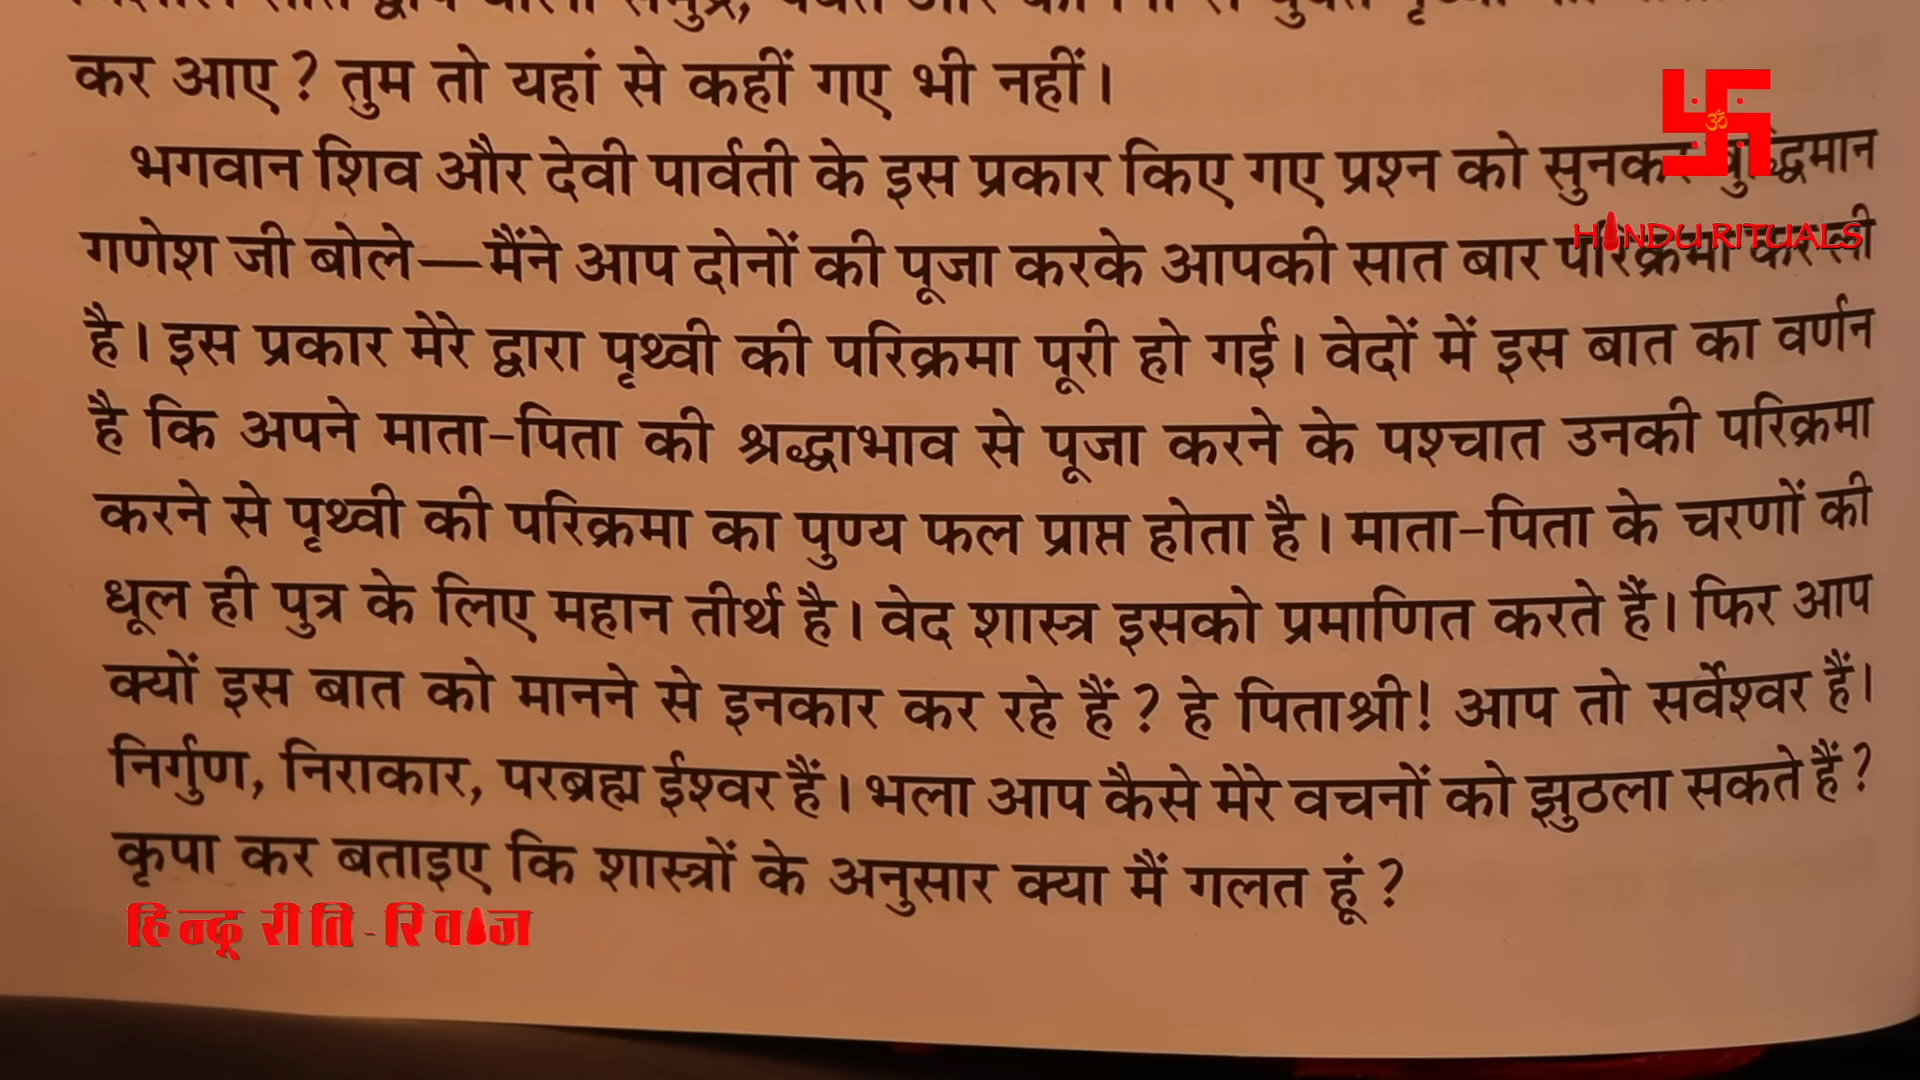 कर आए ? तुम तो यहां से कहीं गए भी नहीं।
भगवान शिव और देवी पार्वती के इस प्रकार किए गए प्रश्न को सुनकर बुद्धिमान
गणेश जी बोले—मैंने आप दोनों की पूजा करके आपकी सात बार परिक्रमा कर ली
है। इस प्रकार मेरे द्वारा पृथ्वी की परिक्रमा पूरी हो गई। वेदों में इस बात का वर्णन
है कि अपने माता-पिता की श्रद्धाभाव से पूजा करने के पश्चात उनकी परिक्रमा
करने से पृथ्वी की परिक्रमा का पुण्य फल प्राप्त होता है। माता-पिता के चरणों की
धूल ही पुत्र के लिए महान तीर्थ है। वेद शास्त्र इसको प्रमाणित करते हैं। फिर आप
क्यों इस बात को मानने से इनकार कर रहे हैं ? हे पिताश्री! आप तो सर्वेश्वर हैं।
निर्गुण, निराकार, परब्रह्म ईश्वर हैं। भला आप कैसे मेरे वचनों को झुठला सकते हैं ?
कृपा कर बताइए कि शास्त्रों के अनुसार क्या मैं गलत हूं ?
ॐ
HINDU RITUALS
हिन्दू रीति-रिवाज